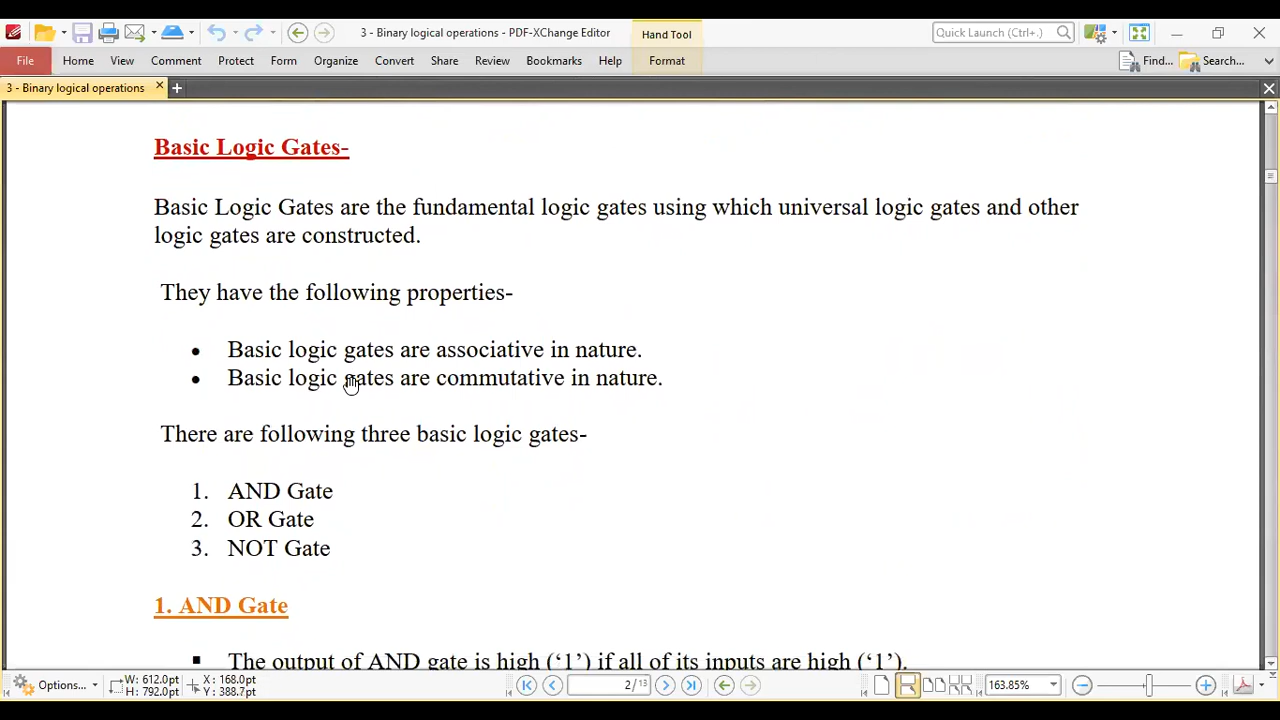 3 - Binary logical operations - PDF-XChange Editor
Hand Tool
Quick Launch (Ctrl+.)
File Home View Comment Protect Form Organize Convert Share Review Bookmarks Help Format Find... Search...
3 - Binary logical operations
Basic Logic Gates-
Basic Logic Gates are the fundamental logic gates using which universal logic gates and other
logic gates are constructed.
They have the following properties-
• Basic logic gates are associative in nature.
• Basic logic gates are commutative in nature.
There are following three basic logic gates-
1. AND Gate
2. OR Gate
3. NOT Gate
1. AND Gate
▪ The output of AND gate is high (‘1’) if all of its inputs are high (‘1’).
Options... W: 612.0pt X: 168.0pt 2 / 13 163.85%
H: 792.0pt Y: 388.7pt